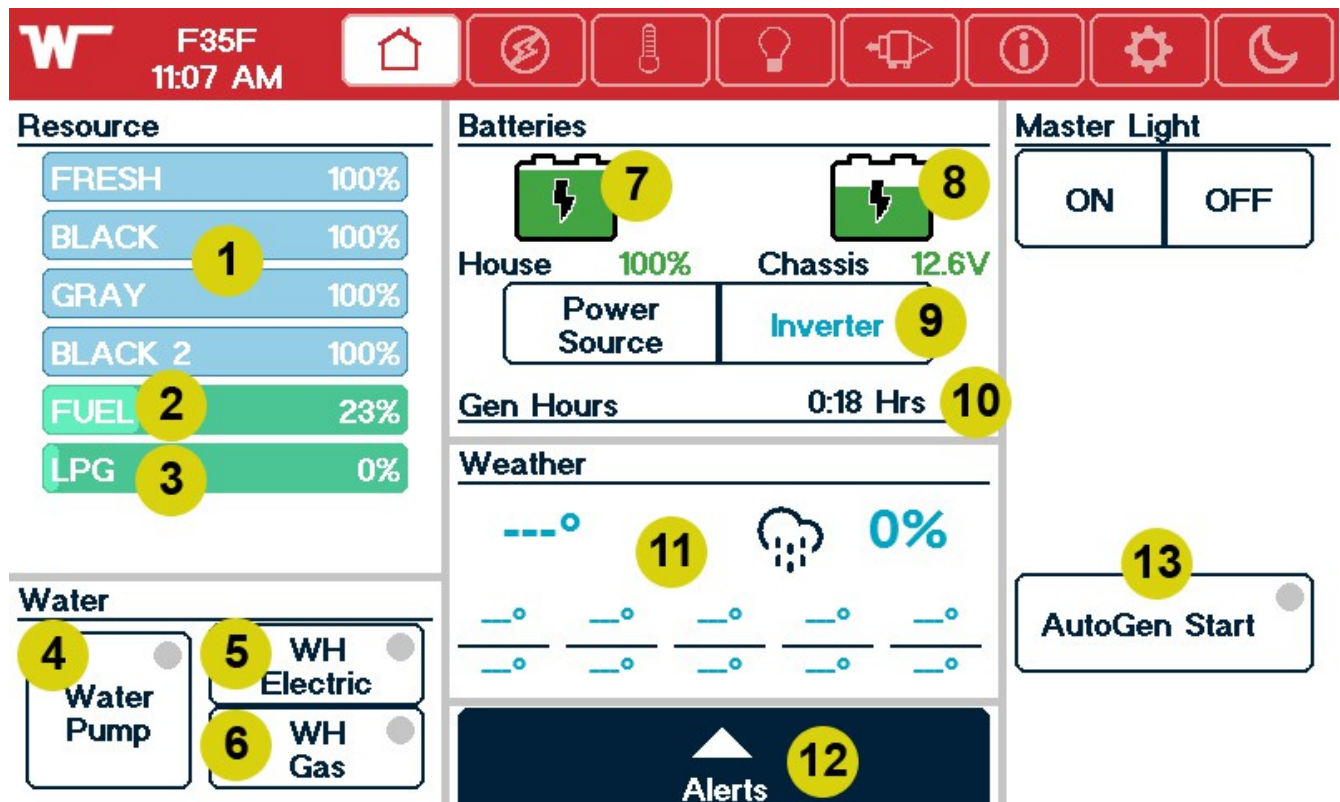 W
F35F
11:07 AM
Resource
FRESH 100%
BLACK 100%
1
GRAY 100%
BLACK 2 100%
FUEL 2 23%
LPG 3 0%
Water
4
Water
Pump
5
WH
Electric
6
WH
Gas
Batteries
7
8
House 100% Chassis 12.6V
Power
Source
Inverter 9
Gen Hours 0:18 Hrs 10
Weather
---° 11 0%
---° ---° ---° ---° ---°
---° ---° ---° ---° ---°
12
Alerts
Master Light
ON OFF
13
AutoGen Start